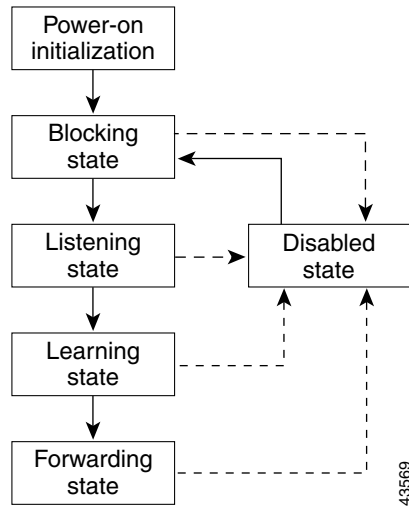 Power-on
initialization
Blocking
state
Listening
state
Disabled
state
Learning
state
Forwarding
state
43569